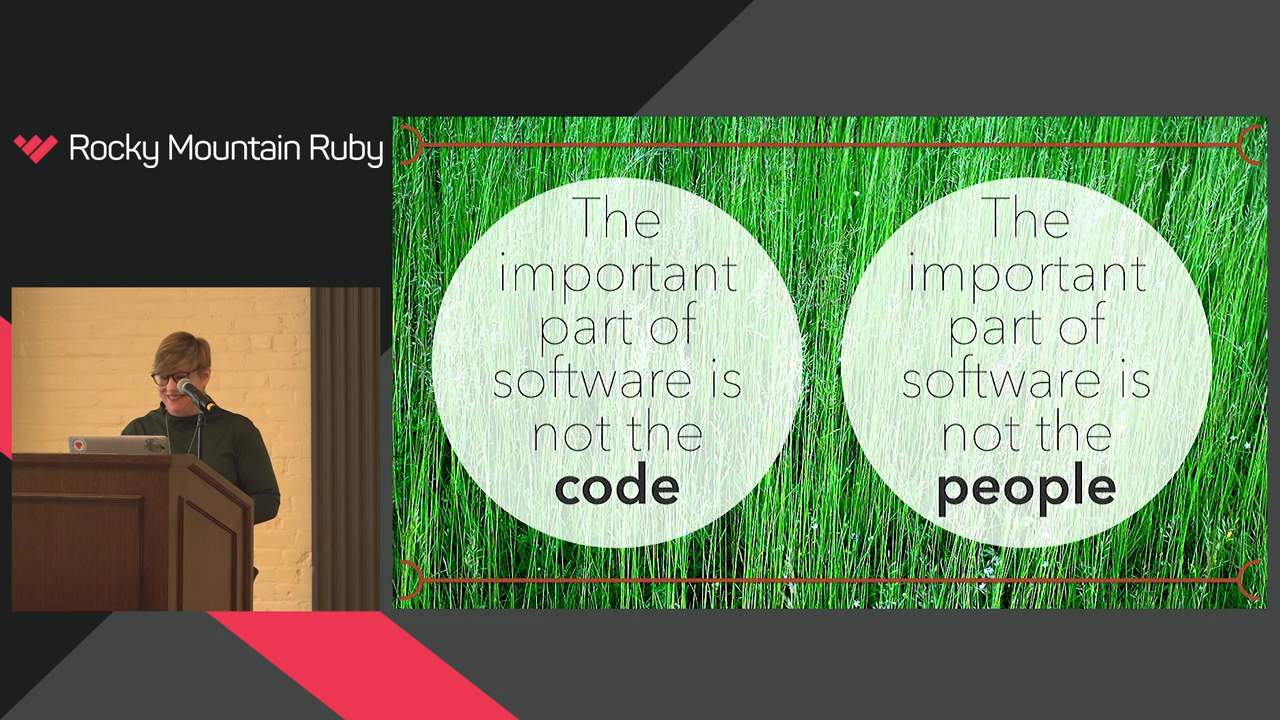 Rocky Mountain Ruby
The
important
part of
software is
not the
code
The
important
part of
software is
not the
people